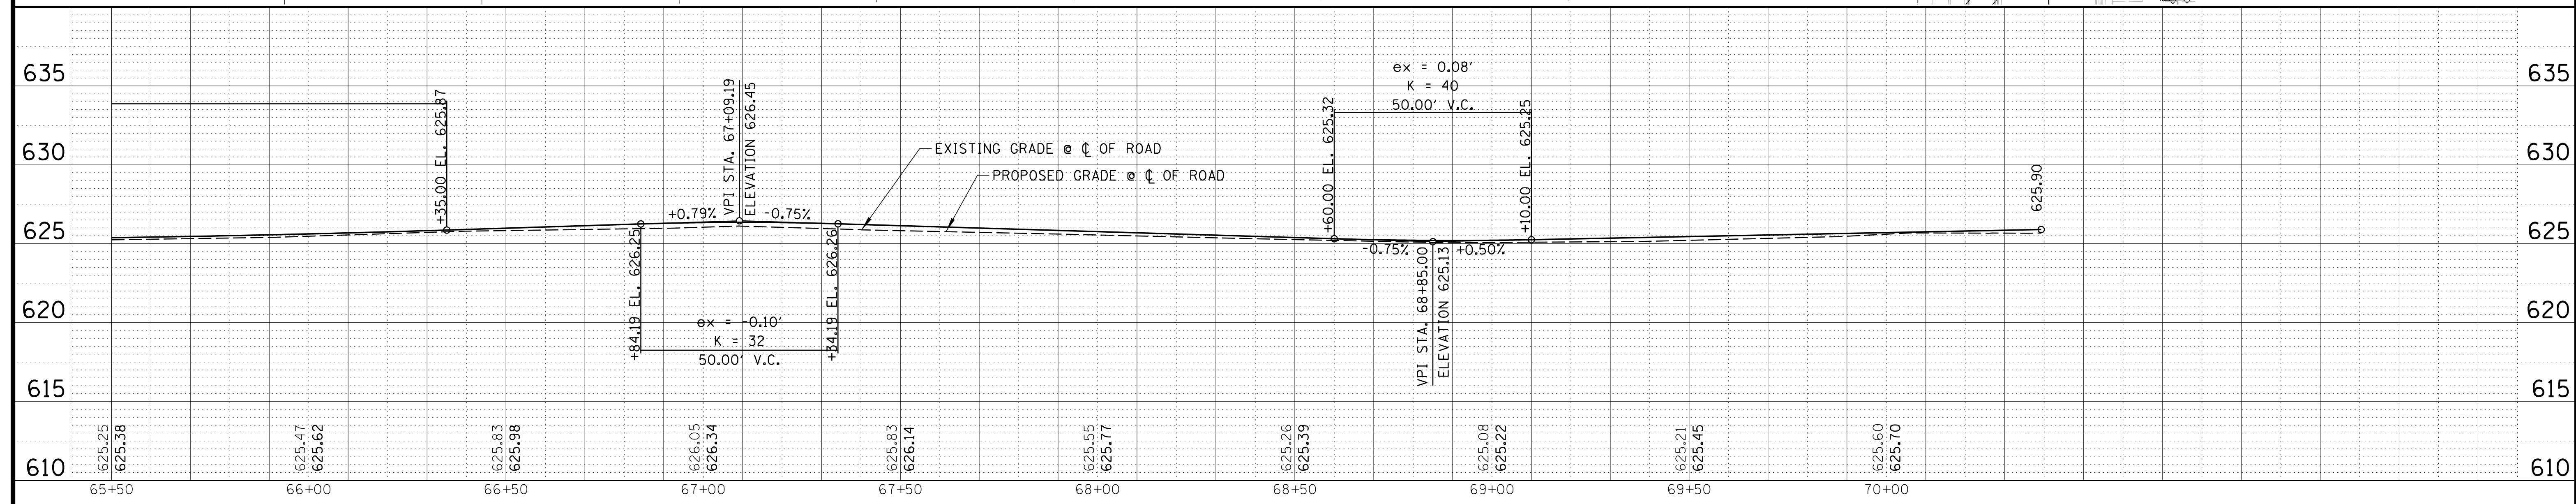 ex = 0.08'
K = 40
50.00' V.C.
635
635
+35.00 EL. 625.87
VPI STA. 67+09.19
ELEVATION 626.45
+60.00 EL. 625.32
+10.00 EL. 625.25
EXISTING GRADE @ ℄ OF ROAD
PROPOSED GRADE @ ℄ OF ROAD
630
630
625.90
+0.79%
-0.75%
625
625
-0.75%
+0.50%
+84.19 EL. 626.25
+34.19 EL. 626.26
VPI STA. 68+85.00
ELEVATION 625.13
620
620
ex = -0.10'
K = 32
50.00' V.C.
615
615
625.25
625.38
625.47
625.62
625.83
625.98
626.05
626.34
625.83
626.14
625.55
625.77
625.26
625.39
625.08
625.22
625.21
625.45
625.60
625.70
610
610
65+50
66+00
66+50
67+00
67+50
68+00
68+50
69+00
69+50
70+00